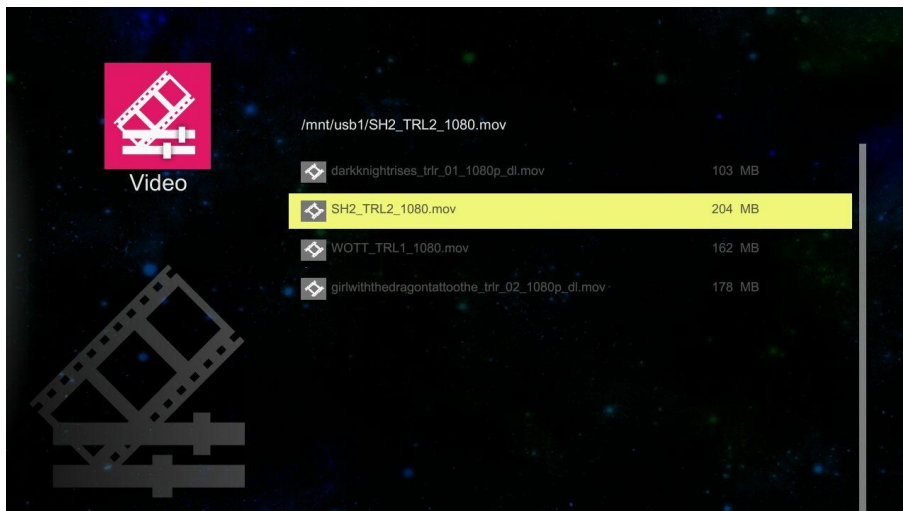 Video
/mnt/usb1/SH2_TRL2_1080.mov
darkknightrises_trlr_01_1080p_dl.mov 103 MB
SH2_TRL2_1080.mov 204 MB
WOTT_TRL1_1080.mov 162 MB
girlwiththedragontattoothe_trlr_02_1080p_dl.mov 178 MB